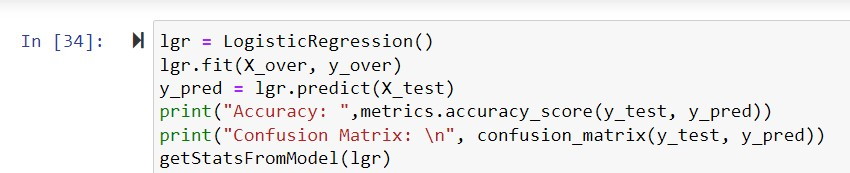 In [34]: lgr = LogisticRegression()
lgr.fit(X_over, y_over)
y_pred = lgr.predict(X_test)
print("Accuracy: ",metrics.accuracy_score(y_test, y_pred))
print("Confusion Matrix: \n", confusion_matrix(y_test, y_pred))
getStatsFromModel(lgr)